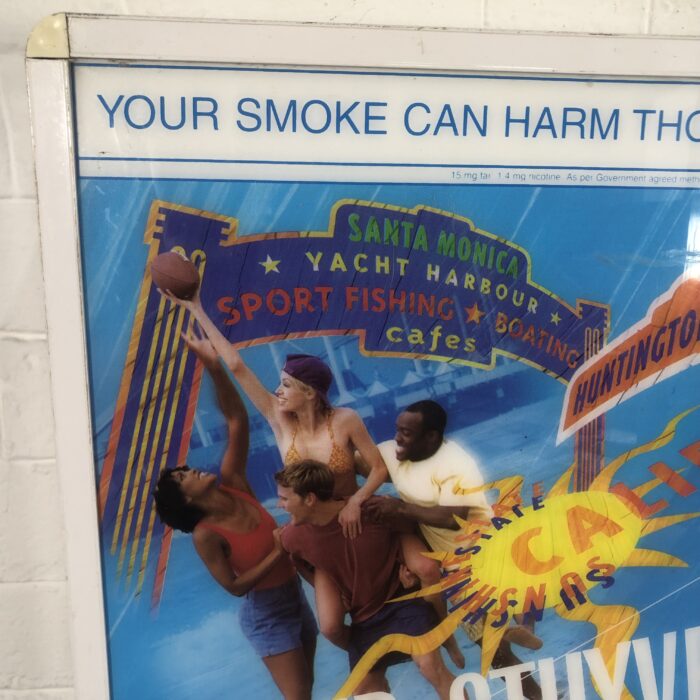 YOUR SMOKE CAN HARM THO
15 mg tar 1.4 mg nicotine. As per Government agreed meth
SANTA MONICA
YACHT HARBOUR
SPORT FISHING ★ BOATING
cafes
HUNTINGTO
CALI
SUNSHINE STATE
STUYVE